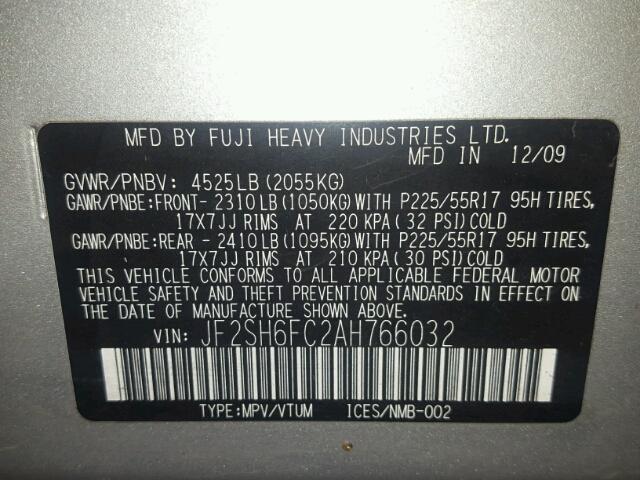 MFD BY FUJI HEAVY INDUSTRIES LTD.
MFD IN 12/09
GVWR/PNBV: 4525LB (2055KG)
GAWR/PNBE:FRONT- 2310 LB (1050KG) WITH P225/55R17 95H TIRES,
17X7JJ RIMS AT 220 KPA( 32 PSI) COLD
GAWR/PNBE:REAR - 2410 LB (1095KG) WITH P225/55R17 95H TIRES,
17X7JJ RIMS AT 210 KPA( 30 PSI) COLD
THIS VEHICLE CONFORMS TO ALL APPLICABLE FEDERAL MOTOR
VEHICLE SAFETY AND THEFT PREVENTION STANDARDS IN EFFECT ON
THE DATE OF MANUFACTURE SHOWN ABOVE.
VIN: JF2SH6FC2AH766032
TYPE:MPV/VTUM ICES/NMB-002